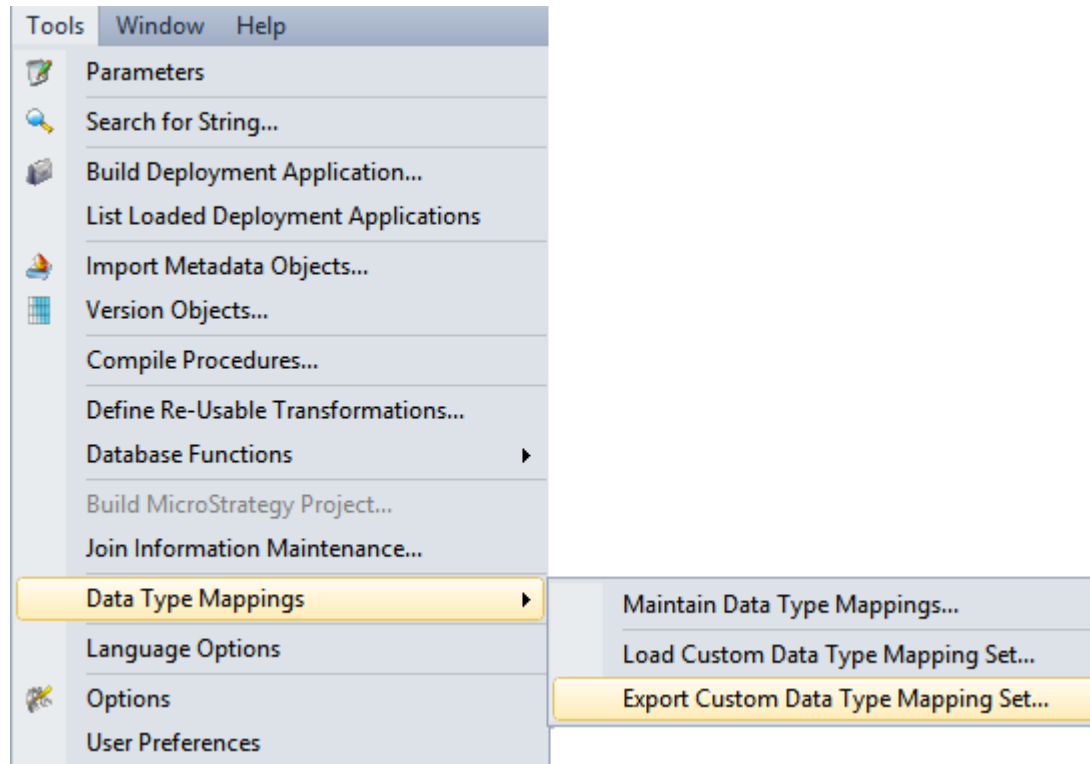 Tools Window Help
Parameters
Search for String...
Build Deployment Application...
List Loaded Deployment Applications
Import Metadata Objects...
Version Objects...
Compile Procedures...
Define Re-Usable Transformations...
Database Functions
Build MicroStrategy Project...
Join Information Maintenance...
Data Type Mappings
Maintain Data Type Mappings...
Load Custom Data Type Mapping Set...
Export Custom Data Type Mapping Set...
Language Options
Options
User Preferences